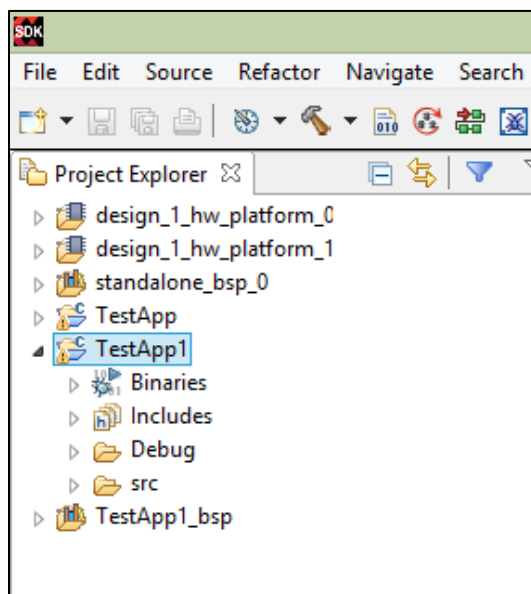 SDK
File Edit Source Refactor Navigate Search
010
Project Explorer
design_1_hw_platform_0
design_1_hw_platform_1
standalone_bsp_0
TestApp
TestApp1
Binaries
Includes
Debug
src
TestApp1_bsp